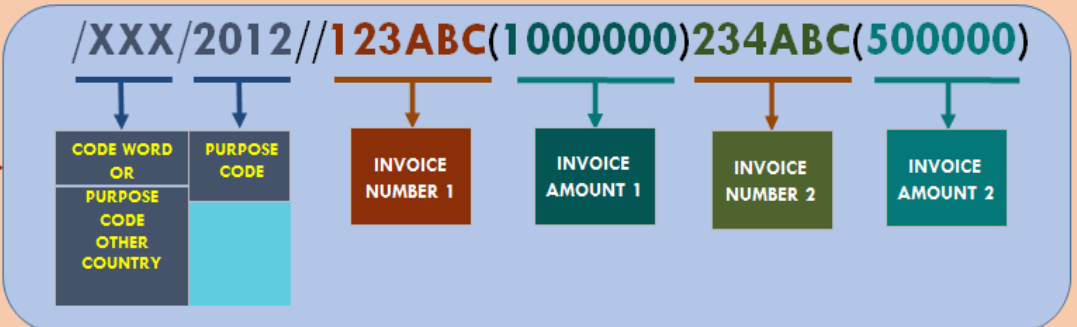 /XXX/2012//123ABC(1000000)234ABC(500000)
CODE WORD
OR
PURPOSE
CODE
OTHER
COUNTRY
PURPOSE
CODE
INVOICE
NUMBER 1
INVOICE
AMOUNT 1
INVOICE
NUMBER 2
INVOICE
AMOUNT 2